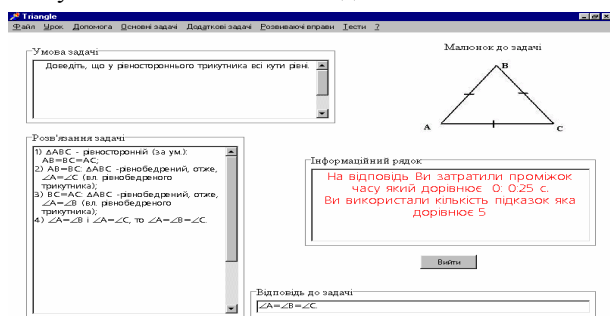 Triangle
Файл Урок Допомога Основні задачі Додаткові задачі Розвиваючі вправи Тести ?
Умова задачі
Доведіть, що у рівностороннього трикутника всі кути рівні.
Малюнок до задачі
B
A
C
Розв'язання задачі
1) ΔABC - рівносторонній (за ум.):
AB=BC=AC;
2) AB=BC: ΔABC -рівнобедрений, отже,
∠A=∠C (вл. рівнобедреного
трикутника);
3) BC=AC: ΔABC -рівнобедрений, отже,
∠A=∠B (вл. рівнобедреного
трикутника);
4) ∠A=∠B і ∠A=∠C, то ∠A=∠B=∠C.
Інформаційний рядок
На відповідь Ви затратили проміжок
часу який дорівнює 0: 0:25 с.
Ви використали кількість підказок яка
дорівнює 5
Вийти
Відповідь до задачі
∠A=∠B=∠C.